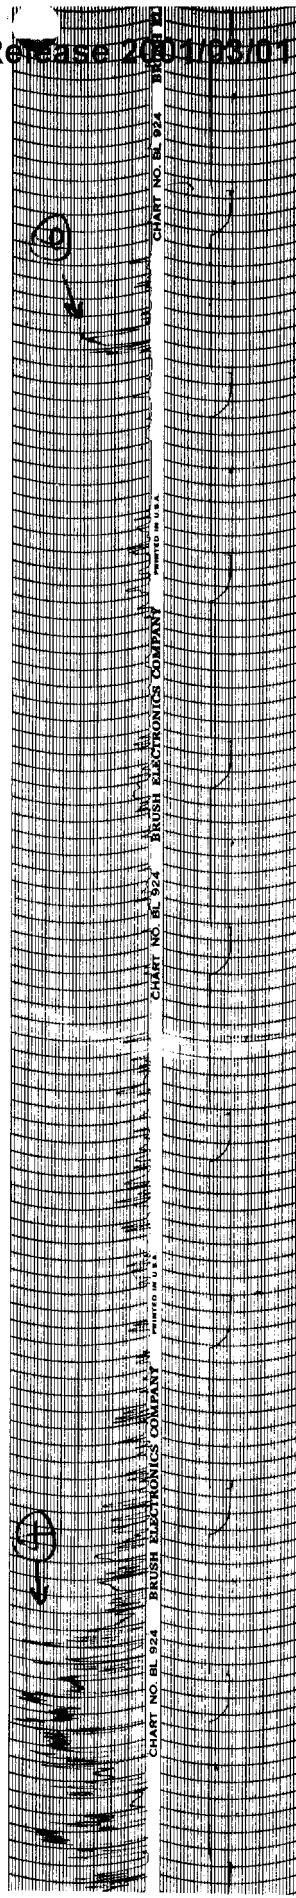 Release 2001/03/01
CHART NO. BL 924
PRINTED IN U.S.A.
BRUSH ELECTRONICS COMPANY
CHART NO. BL 924
PRINTED IN U.S.A.
BRUSH ELECTRONICS COMPANY
CHART NO. BL 924